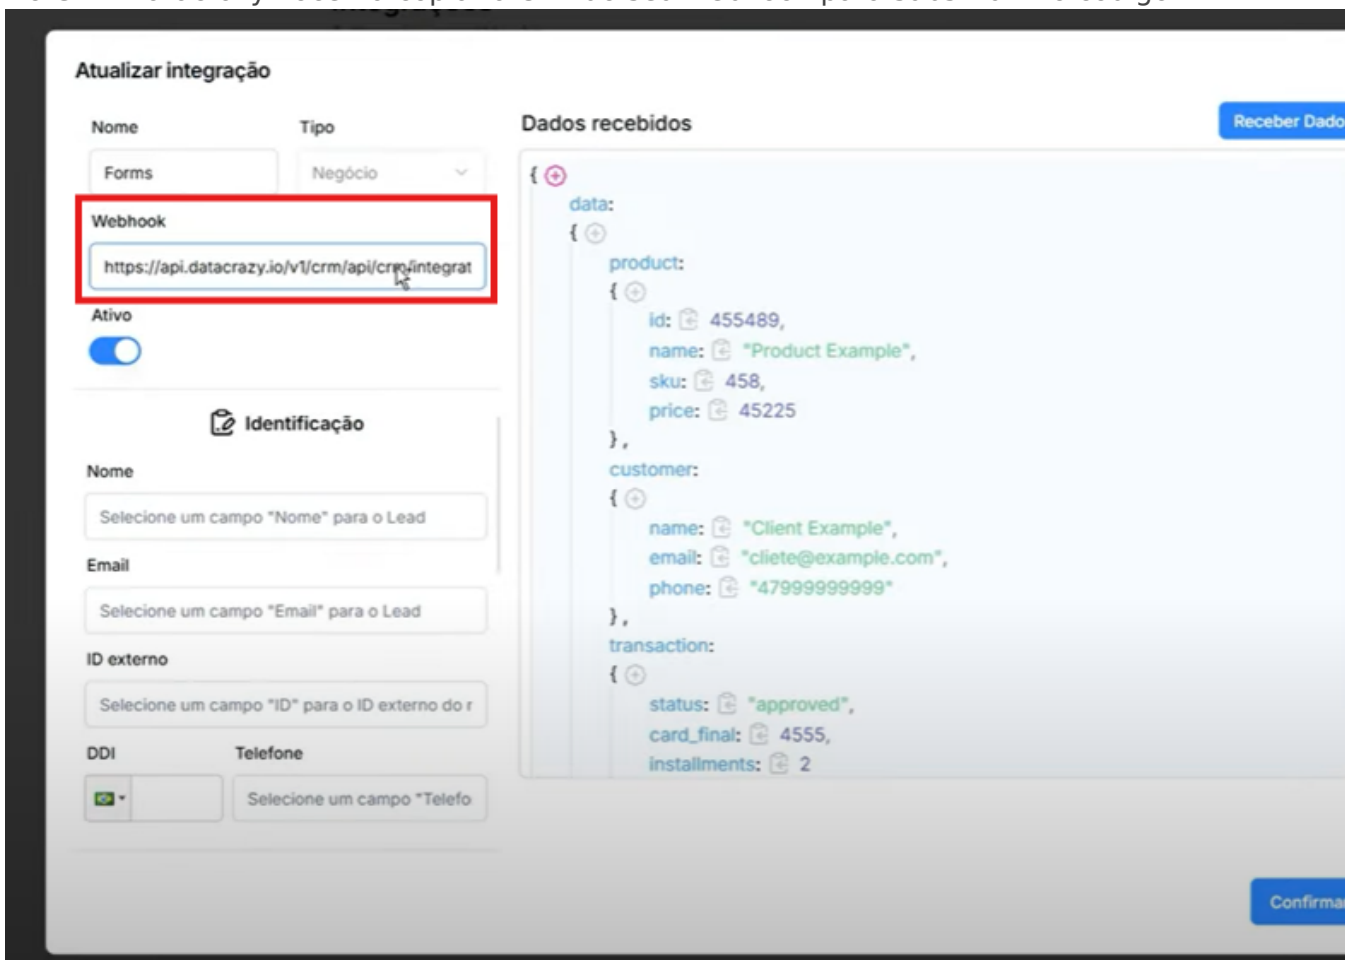 Atualizar integração
Nome
Tipo
Forms
Negócio
Webhook
https://api.datacrazy.io/v1/crm/api/crm/integrat
Ativo
Identificação
Nome
Selecione um campo "Nome" para o Lead
Email
Selecione um campo "Email" para o Lead
ID externo
Selecione um campo "ID" para o ID externo do r
DDI
Telefone
Selecione um campo "Telefo
Dados recebidos
Receber Dado
{
data:
{
product:
{
id: 455489,
name: "Product Example",
sku: 458,
price: 45225
},
customer:
{
name: "Client Example",
email: "cliete@example.com",
phone: "47999999999"
},
transaction:
{
status: "approved",
card_final: 4555,
installments: 2
Confirmar